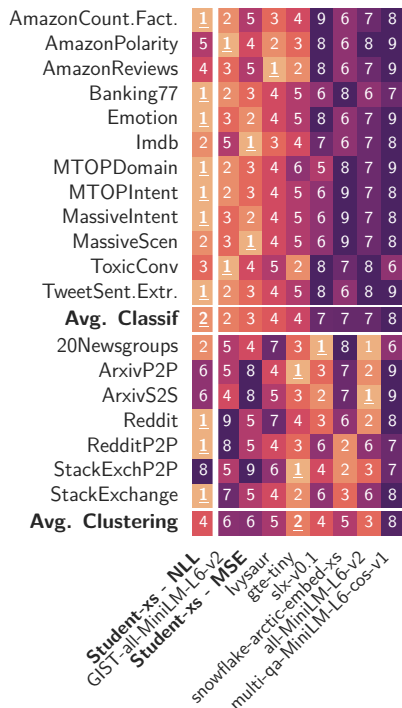 AmazonCount.Fact. 1 2 5 3 4 9 6 7 8
AmazonPolarity 5 1 4 2 3 8 6 8 9
AmazonReviews 4 3 5 1 2 8 6 7 9
Banking77 1 2 3 4 5 6 8 6 7
Emotion 1 3 2 4 5 8 6 7 9
Imdb 2 5 1 3 4 7 6 7 8
MTOPDomain 1 2 3 4 6 5 8 7 9
MTOPIntent 1 2 3 4 5 6 9 7 8
MassiveIntent 1 3 2 4 5 6 9 7 8
MassiveScen 2 3 1 4 5 6 9 7 8
ToxicConv 3 1 4 5 2 8 7 8 6
TweetSent.Extr. 1 2 3 4 5 8 6 8 9
Avg. Classif 2 2 3 4 4 7 7 7 8
20Newsgroups 2 5 4 7 3 1 8 1 6
ArxivP2P 6 5 8 4 1 3 7 2 9
ArxivS2S 6 4 8 5 3 2 7 1 9
Reddit 1 9 5 7 4 3 6 2 8
RedditP2P 1 8 5 4 3 6 2 6 7
StackExchP2P 8 5 9 6 1 4 2 3 7
StackExchange 1 7 5 4 2 6 3 6 8
Avg. Clustering 4 6 6 5 2 4 5 3 8
Student-xs - NLL
GIST-all-MiniLM-L6-v2
Student-xs - MSE
Ivysaur
gte-tiny
slx-v0.1
snowflake-arctic-embed-xs
all-MiniLM-L6-v2
multi-qa-MiniLM-L6-cos-v1